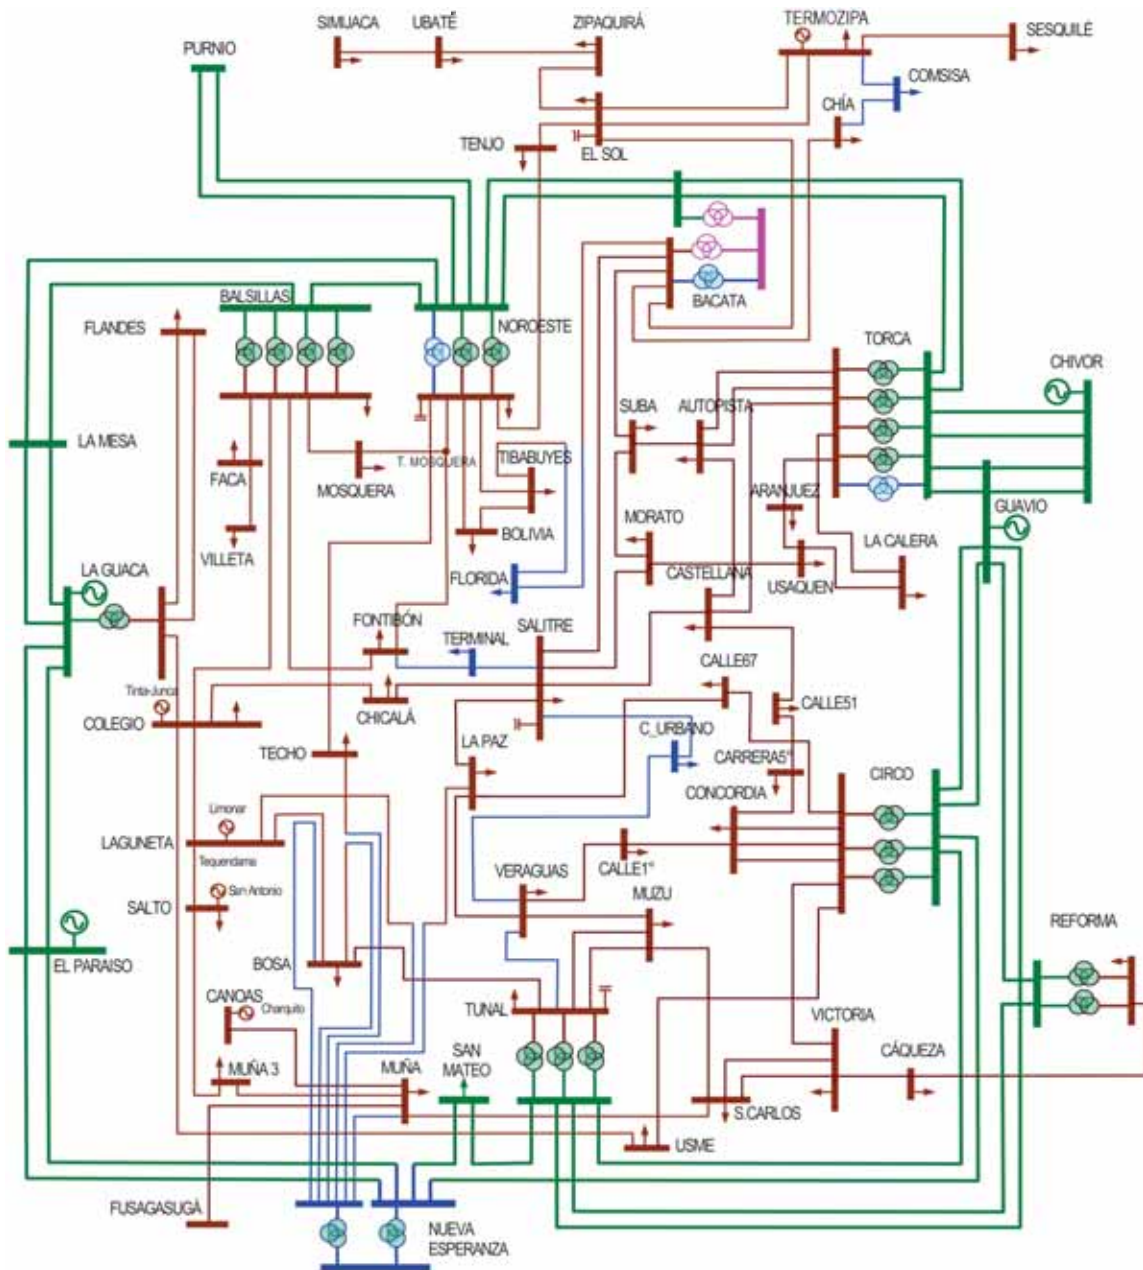 SIMIJACA
UBATÉ
ZIPAQUIRÁ
TERMOZIPA
SESQUILÉ
PURNIO
COMSISA
CHÍA
TENJO
EL SOL
BALSILLAS
BACATA
FLANDES
NOROESTE
TORCA
CHIVOR
SUBA
AUTOPISTA
LA MESA
T. MOSQUERA
TIBABUYES
FACA
MOSQUERA
ARANJUEZ
GUAVIO
BOLIVIA
MORATO
LA CALERA
VILLETA
LA GUACA
FLORIDA
CASTELLANA
USAQUEN
FONTIBÓN
TERMINAL
SALITRE
CALLE67
Tinta-Junca
COLEGIO
CHICALÁ
CALLE51
C_URBANO
TECHO
LA PAZ
CARRERA5°
CIRCO
CONCORDIA
Limonar
LAGUNETA
Tequendama
CALLE1°
VERAGUAS
San Antonio
MUZU
SALTO
REFORMA
EL PARAISO
BOSA
CANOAS
TUNAL
Charquito
VICTORIA
SAN
MATEO
MUÑA 3
MUÑA
CÁQUEZA
S.CARLOS
USME
FUSAGASUGÁ
NUEVA
ESPERANZA